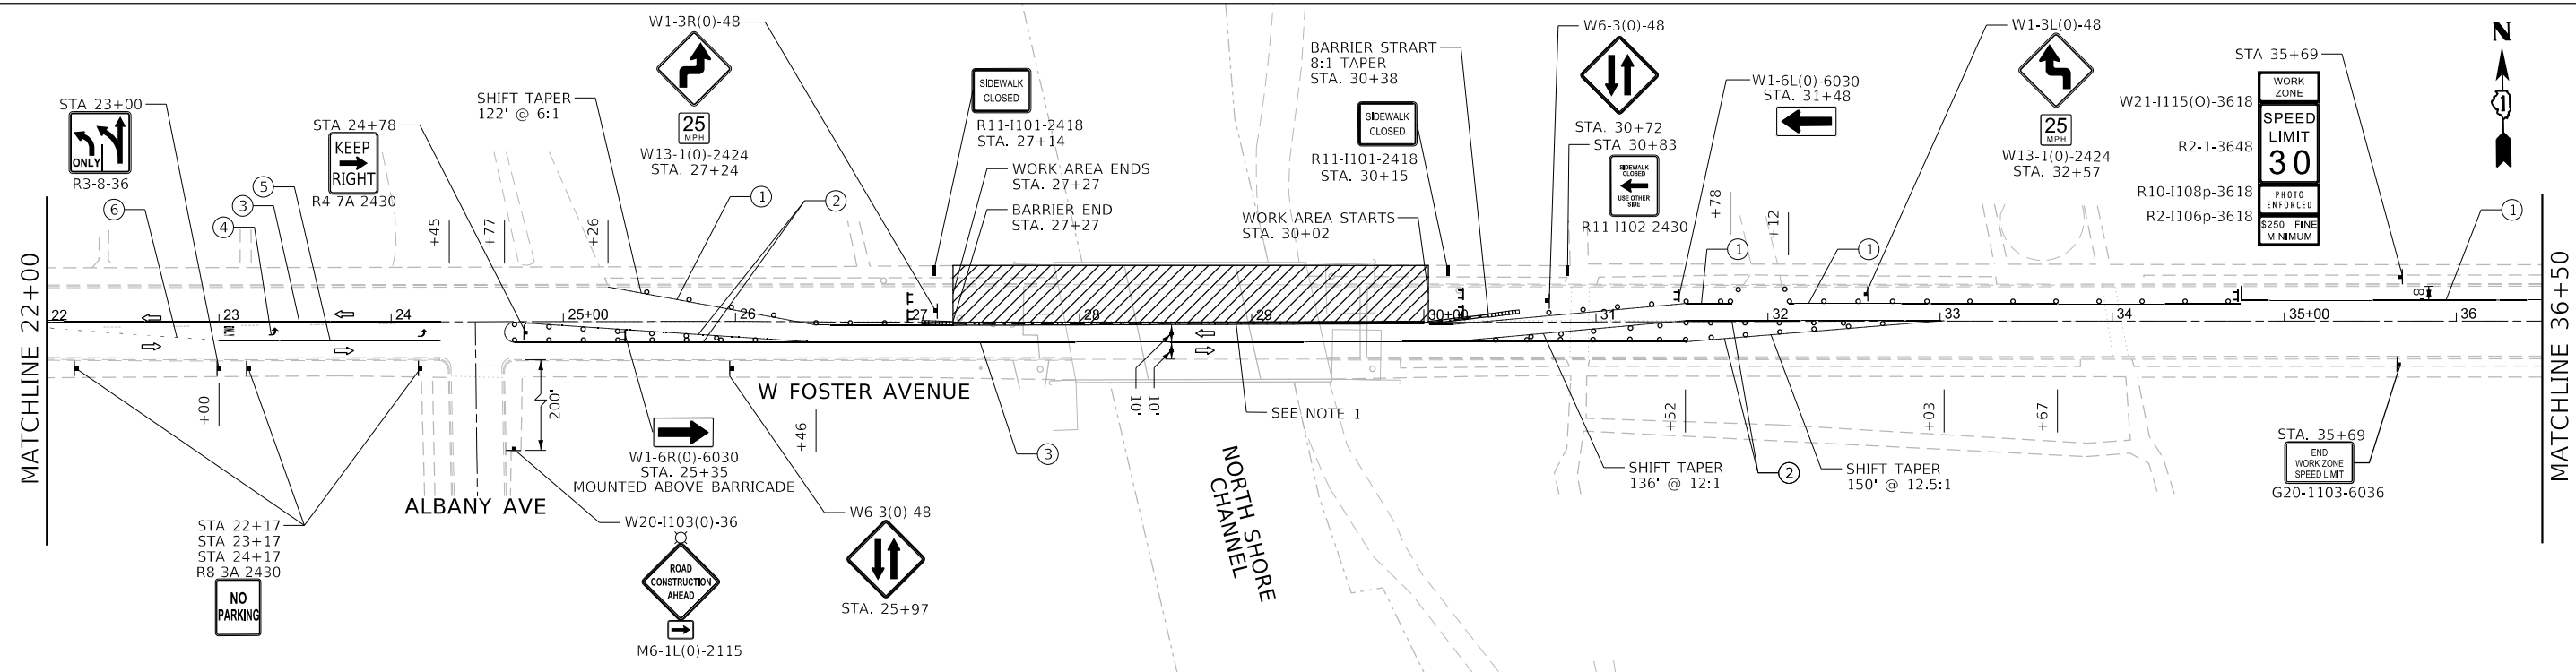 MATCHLINE 22+00
STA 23+00
ONLY
R3-8-36
6
4
3
5
STA 24+78
KEEP
RIGHT
R4-7A-2430
+45
+77
SHIFT TAPER
122' @ 6:1
+26
1
2
W1-3R(0)-48
25
MPH
W13-1(0)-2424
STA. 27+24
SIDEWALK
CLOSED
R11-I101-2418
STA. 27+14
WORK AREA ENDS
STA. 27+27
BARRIER END
STA. 27+27
BARRIER STRART
8:1 TAPER
STA. 30+38
SIDEWALK
CLOSED
R11-I101-2418
STA. 30+15
WORK AREA STARTS
STA. 30+02
W6-3(0)-48
STA. 30+72
STA 30+83
SIDEWALK
CLOSED
USE OTHER
SIDE
R11-I102-2430
W1-6L(0)-6030
STA. 31+48
+78
+12
1
1
W1-3L(0)-48
25
MPH
W13-1(0)-2424
STA. 32+57
STA 35+69
WORK
ZONE
W21-I115(O)-3618
SPEED
LIMIT
30
R2-1-3648
PHOTO
ENFORCED
R10-I108p-3618
$250 FINE
MINIMUM
R2-I106p-3618
N
1
1
8'
MATCHLINE 36+50
22
23
24
25+00
26
27
28
29
30+00
31
32
33
34
35+00
36
+00
200'
W FOSTER AVENUE
+46
10'
10'
SEE NOTE 1
3
NORTH SHORE
CHANNEL
+52
+03
+67
SHIFT TAPER
136' @ 12:1
2
SHIFT TAPER
150' @ 12.5:1
STA. 35+69
END
WORK ZONE
SPEED LIMIT
G20-1103-6036
W1-6R(0)-6030
STA. 25+35
MOUNTED ABOVE BARRICADE
ALBANY AVE
STA 22+17
STA 23+17
STA 24+17
R8-3A-2430
NO
PARKING
W20-I103(0)-36
ROAD
CONSTRUCTION
AHEAD
M6-1L(0)-2115
W6-3(0)-48
STA. 25+97